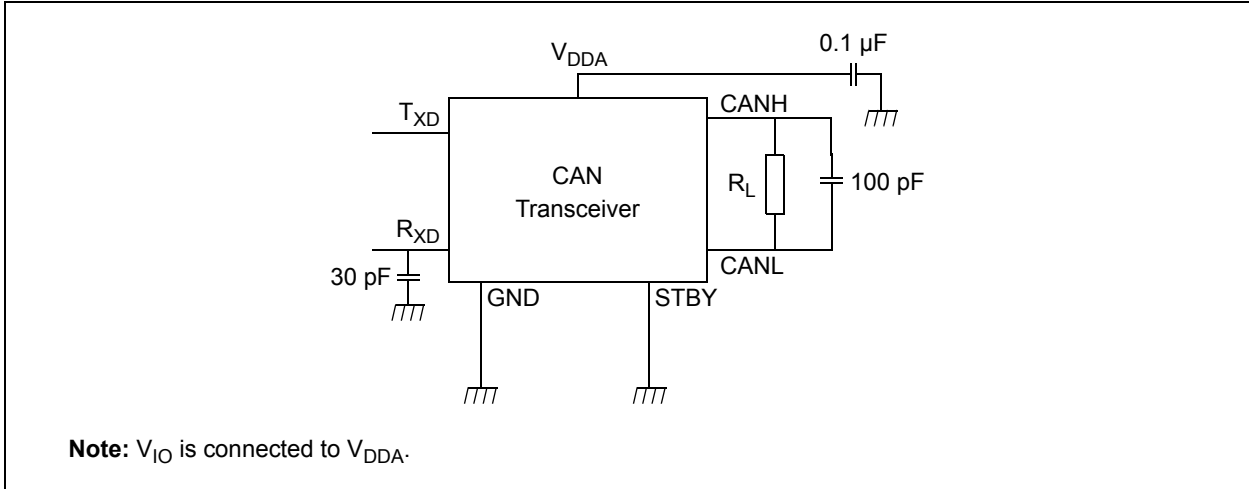 0.1 µF
VDDA
CANH
TXD
CAN
Transceiver
RL
100 pF
RXD
CANL
30 pF
GND
STBY
Note: VIO is connected to VDDA.